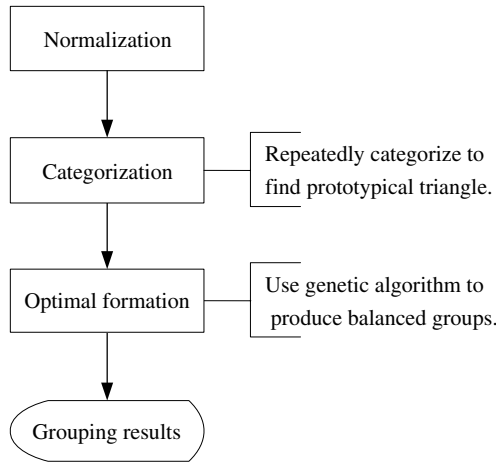 Normalization
Categorization
Repeatedly categorize to
find prototypical triangle.
Optimal formation
Use genetic algorithm to
produce balanced groups.
Grouping results